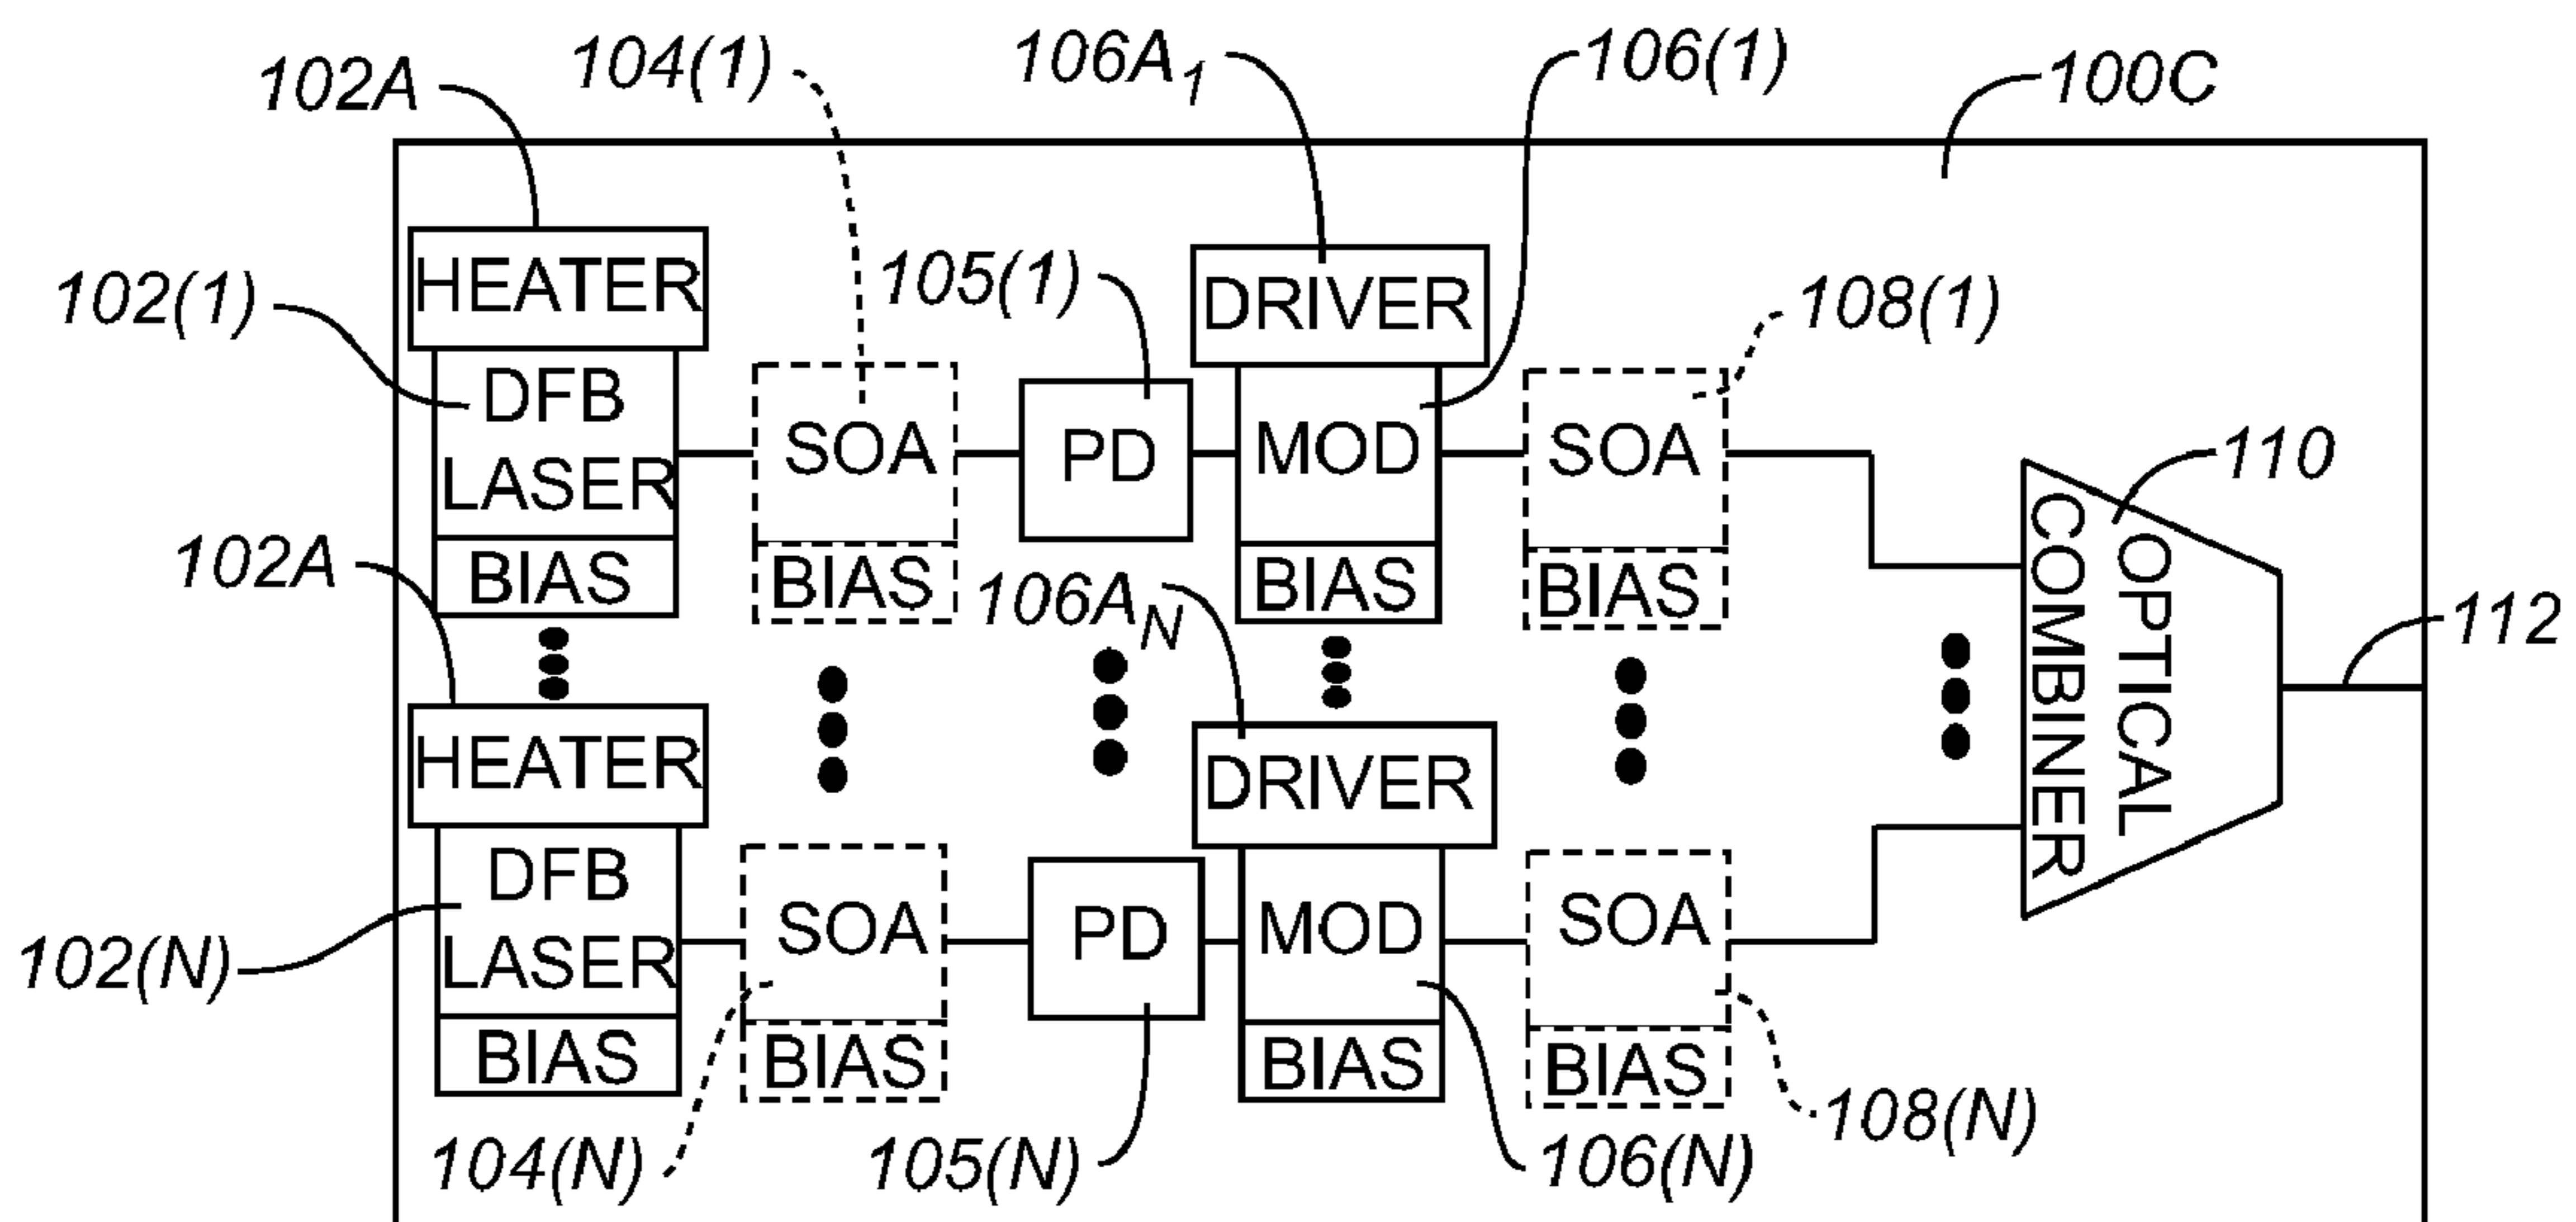 104(1)
106A1
106(1)
100C
102A
HEATER
105(1)
DRIVER
102(1)
108(1)
DFB
LASER
BIAS
SOA
BIAS
PD
MOD
BIAS
SOA
BIAS
110
OPTICAL
COMBINER
112
102A
106AN
HEATER
DRIVER
DFB
LASER
BIAS
SOA
BIAS
PD
MOD
BIAS
SOA
BIAS
102(N)
104(N)
105(N)
106(N)
108(N)